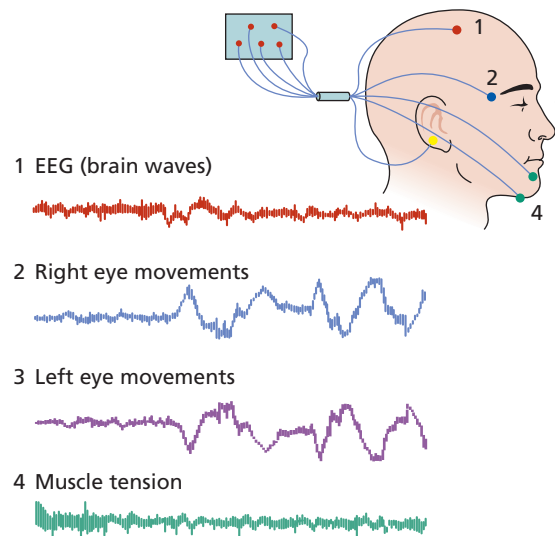 1
2
4
1 EEG (brain waves)
2 Right eye movements
3 Left eye movements
4 Muscle tension